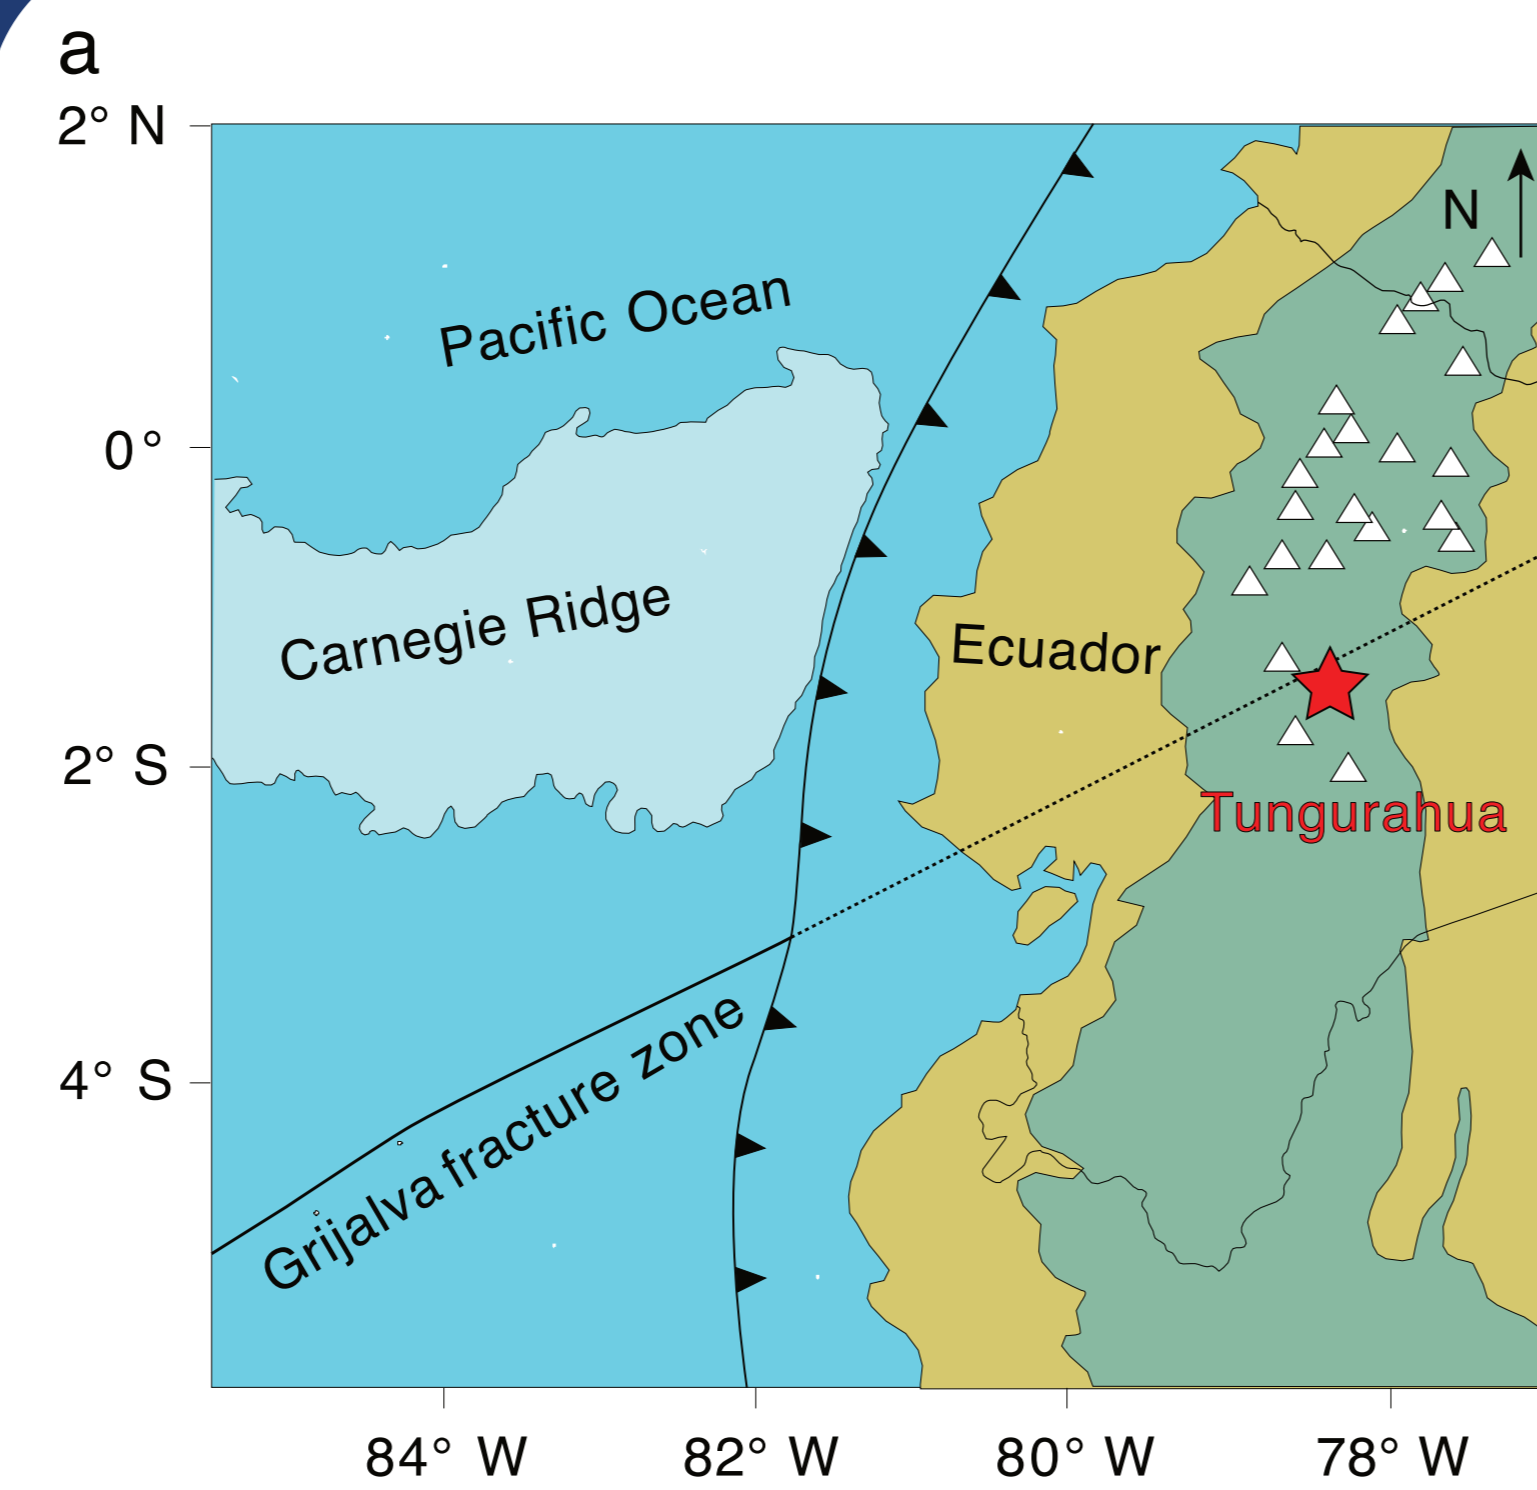 a
2° N
N
Pacific Ocean
0°
Carnegie Ridge
Ecuador
2° S
Tungurahua
4° S
Grijalva fracture zone
84° W
82° W
80° W
78° W